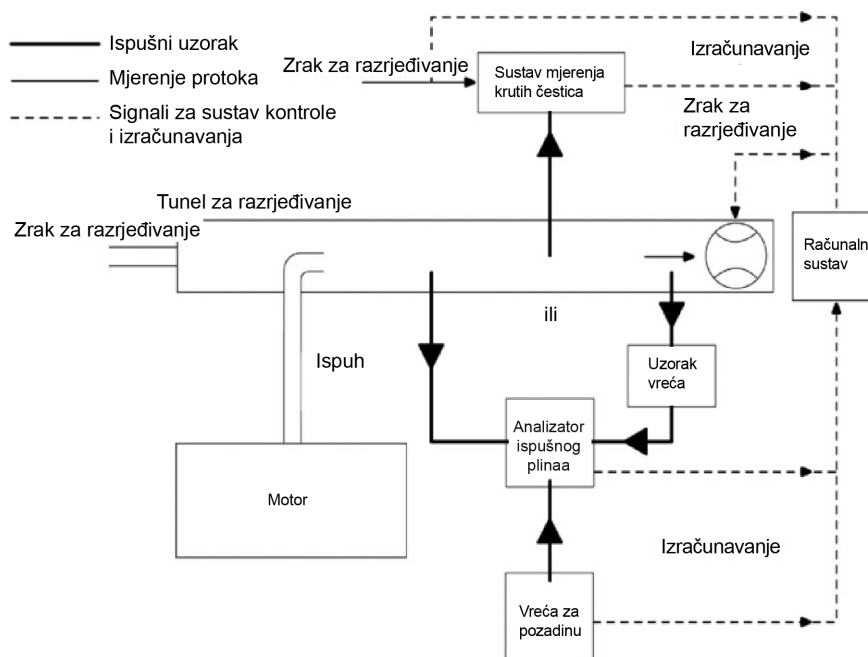 Ispušni uzorak
Mjerenje protoka
Signali za sustav kontrole
i izračunavanja
Zrak za razrjeđivanje
Sustav mjerenja
krutih čestica
Izračunavanje
Zrak za
razrjeđivanje
Tunel za razrjeđivanje
Zrak za razrjeđivanje
Računaln
sustav
ili
Ispuh
Uzorak
vreća
Analizator
ispušnog
plinaa
Motor
Izračunavanje
Vreća za
pozadinu